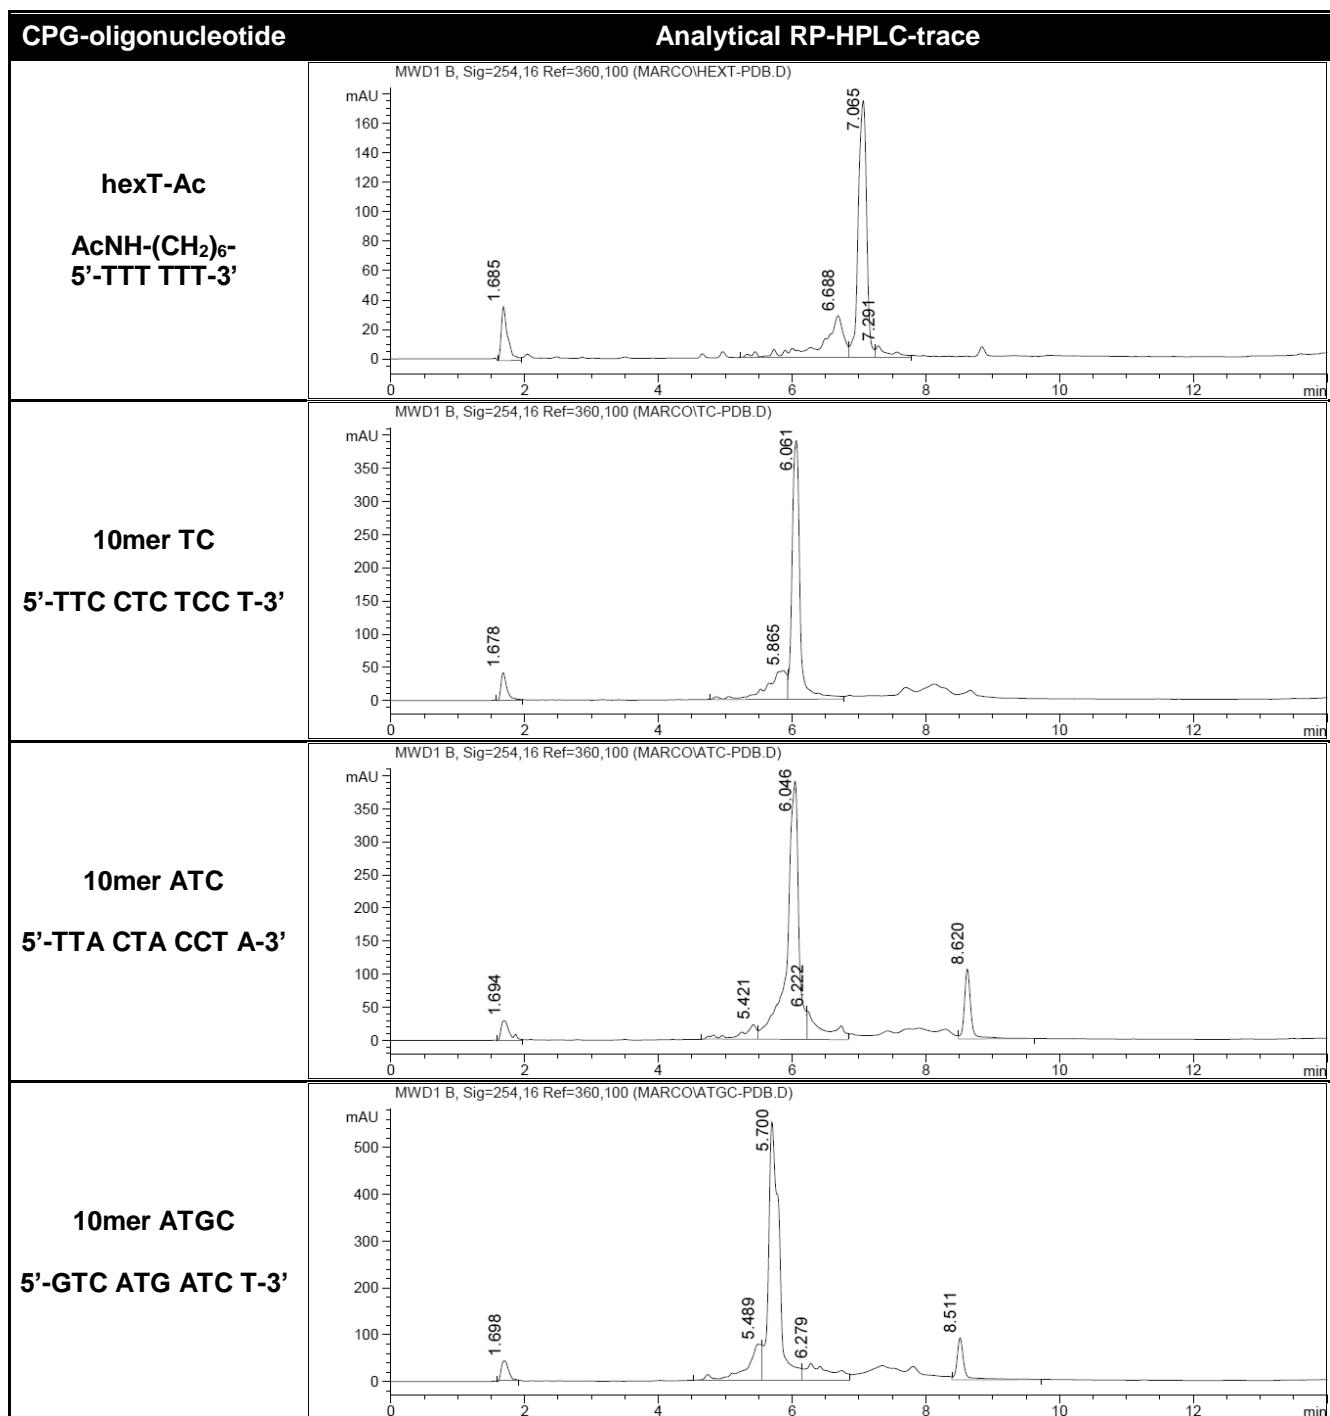 CPG-oligonucleotide
Analytical RP-HPLC-trace
hexT-Ac
AcNH-(CH₂)₆-
5’-TTT TTT-3’
MWD1 B, Sig=254,16 Ref=360,100 (MARCO\HEXT-PDB.D)
mAU
160
140
120
100
80
60
40
20
0
1.685
6.688
7.065
7.291
0 2 4 6 8 10 12 min
10mer TC
5’-TTC CTC TCC T-3’
MWD1 B, Sig=254,16 Ref=360,100 (MARCO\TC-PDB.D)
mAU
350
300
250
200
150
100
50
0
1.678
5.865
6.061
0 2 4 6 8 10 12 min
10mer ATC
5’-TTA CTA CCT A-3’
MWD1 B, Sig=254,16 Ref=360,100 (MARCO\ATC-PDB.D)
mAU
350
300
250
200
150
100
50
0
1.694
5.421
6.046
6.222
8.620
0 2 4 6 8 10 12 min
10mer ATGC
5’-GTC ATG ATC T-3’
MWD1 B, Sig=254,16 Ref=360,100 (MARCO\ATGC-PDB.D)
mAU
500
400
300
200
100
0
1.698
5.489
5.700
6.279
8.511
0 2 4 6 8 10 12 min